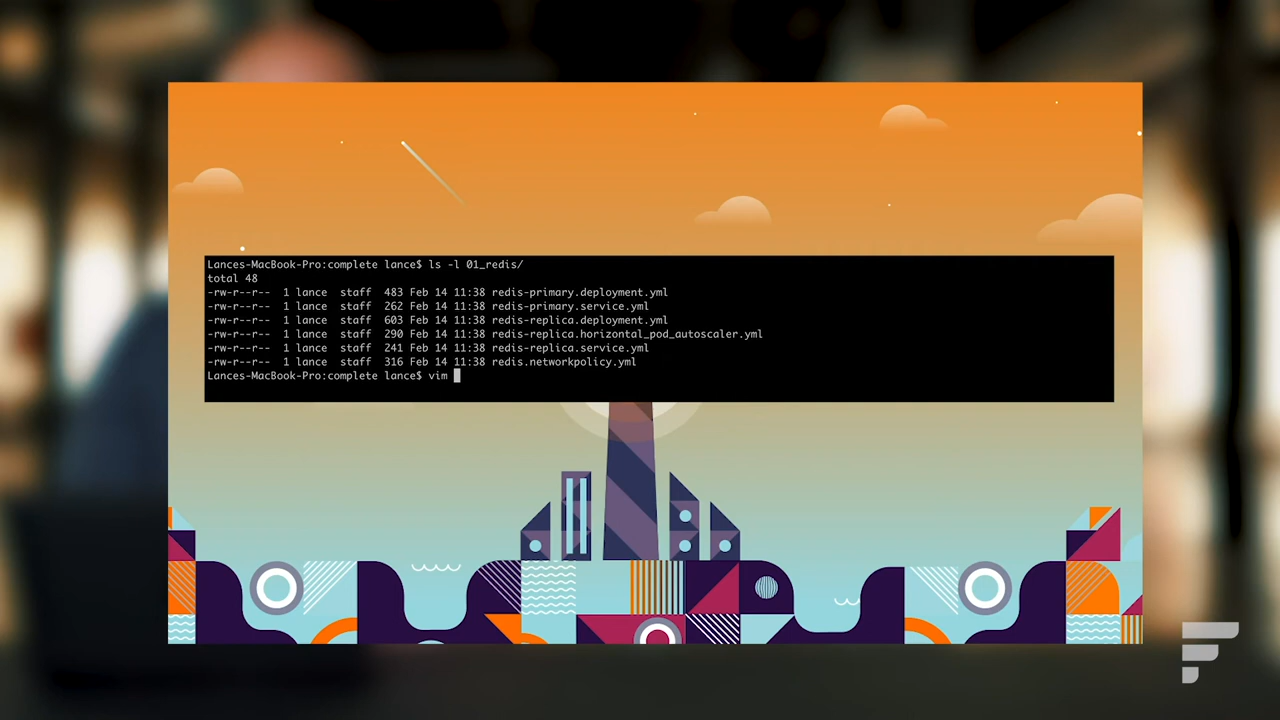 Lances-MacBook-Pro:complete lance$ ls -l 01_redis/
total 48
-rw-r--r--  1 lance  staff  483 Feb 14 11:38 redis-primary.deployment.yml
-rw-r--r--  1 lance  staff  262 Feb 14 11:38 redis-primary.service.yml
-rw-r--r--  1 lance  staff  603 Feb 14 11:38 redis-replica.deployment.yml
-rw-r--r--  1 lance  staff  290 Feb 14 11:38 redis-replica.horizontal_pod_autoscaler.yml
-rw-r--r--  1 lance  staff  241 Feb 14 11:38 redis-replica.service.yml
-rw-r--r--  1 lance  staff  316 Feb 14 11:38 redis.networkpolicy.yml
Lances-MacBook-Pro:complete lance$ vim